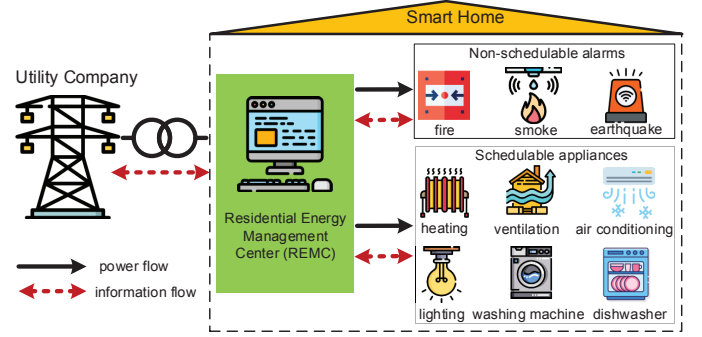 Smart Home
Utility Company
Non-schedulable alarms
fire
smoke
earthquake
Schedulable appliances
heating
ventilation
air conditioning
lighting
washing machine
dishwasher
Residential Energy
Management
Center (REMC)
power flow
information flow